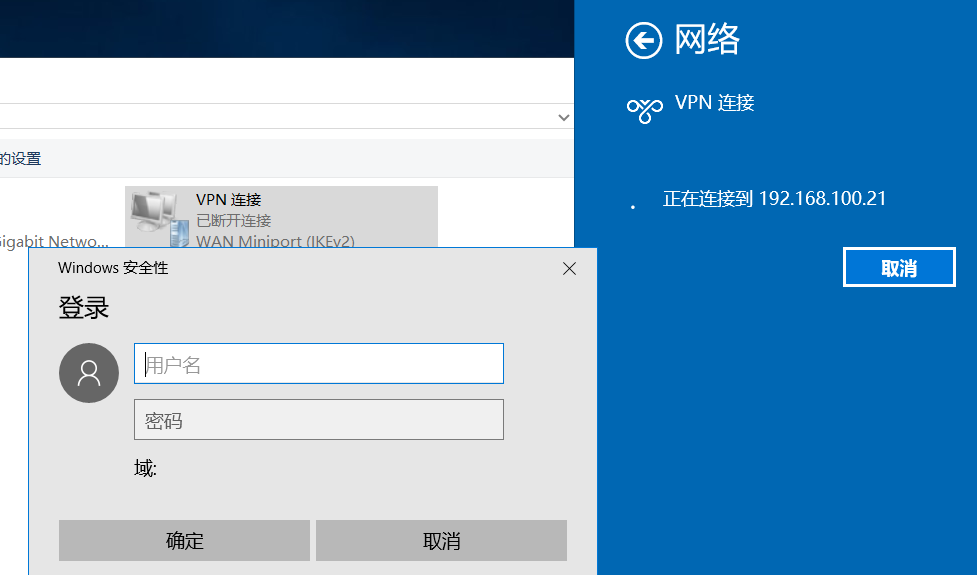 网络
VPN 连接
正在连接到 192.168.100.21
取消
的设置
VPN 连接
已断开连接
WAN Miniport (IKEv2)
Gigabit Netwo...
Windows 安全性
登录
用户名
密码
域:
确定
取消